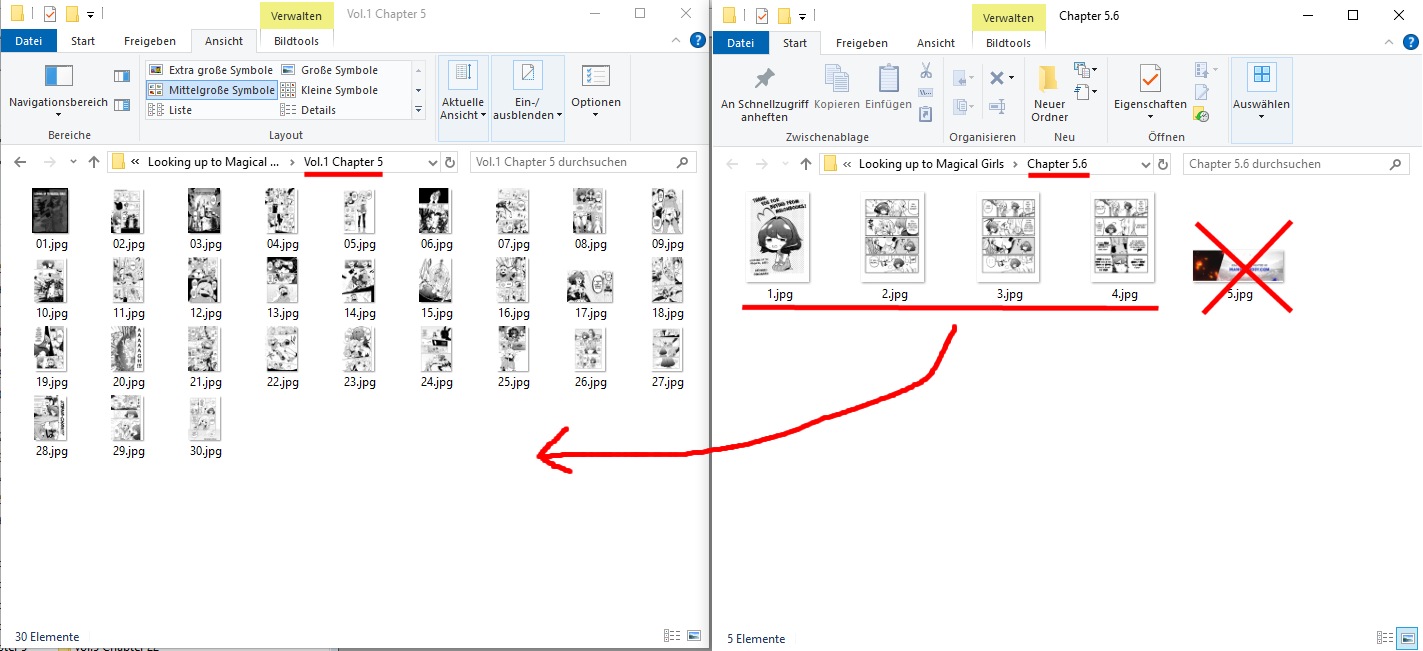 Verwalten
Vol.1 Chapter 5
Datei
Start
Freigeben
Ansicht
Bildtools
Navigationsbereich
Extra große Symbole
Große Symbole
Mittelgroße Symbole
Kleine Symbole
Liste
Details
Aktuelle
Ansicht
Ein-/
ausblenden
Optionen
Bereiche
Layout
« Looking up to Magical ... > Vol.1 Chapter 5
Vol.1 Chapter 5 durchsuchen
01.jpg
02.jpg
03.jpg
04.jpg
05.jpg
06.jpg
07.jpg
08.jpg
09.jpg
10.jpg
11.jpg
12.jpg
13.jpg
14.jpg
15.jpg
16.jpg
17.jpg
18.jpg
19.jpg
20.jpg
21.jpg
22.jpg
23.jpg
24.jpg
25.jpg
26.jpg
27.jpg
28.jpg
29.jpg
30.jpg
30 Elemente
Verwalten
Chapter 5.6
Datei
Start
Freigeben
Ansicht
Bildtools
An Schnellzugriff
anheften
Kopieren
Einfügen
Neuer
Ordner
Eigenschaften
Auswählen
Zwischenablage
Organisieren
Neu
Öffnen
« Looking up to Magical Girls > Chapter 5.6
Chapter 5.6 durchsuchen
THANK
YOU FOR
BUYING FROM
1.jpg
2.jpg
3.jpg
4.jpg
5.jpg
5 Elemente